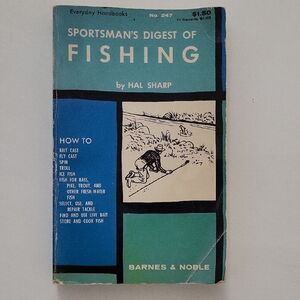 Everyday Handbooks
No. 247
$1.50
SPORTSMAN'S DIGEST OF
FISHING
by HAL SHARP
HOW TO
BAIT CAST
FLY CAST
SPIN
TROLL
ICE FISH
FISH FOR BASS,
PIKE, TROUT, AND
OTHER FRESH-WATER
FISH
SELECT, USE, AND
REPAIR TACKLE
FIND AND USE LIVE BAIT
STORE AND COOK FISH
BARNES & NOBLE